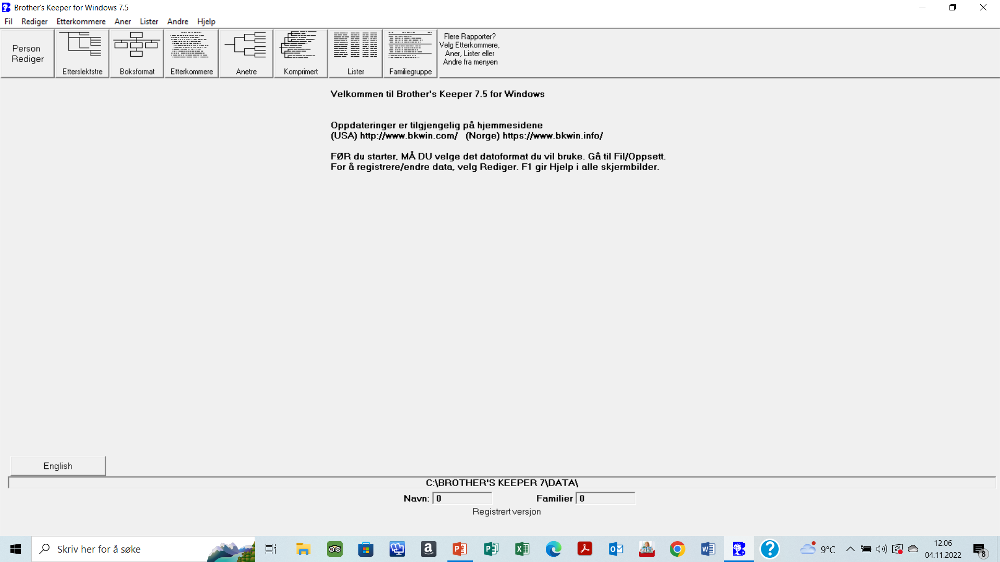 Brother's Keeper for Windows 7.5
Fil Rediger Etterkommere Aner Lister Andre Hjelp
Person
Rediger
Etterslektstre
Boksformat
Etterkommere
Anetre
Komprimert
Lister
Familiegruppe
Flere Rapporter?
Velg Etterkommere,
Aner, Lister eller
Andre fra menyen
Velkommen til Brother's Keeper 7.5 for Windows
Oppdateringer er tilgjengelig på hjemmesidene
(USA) http://www.bkwin.com/ (Norge) https://www.bkwin.info/
FØR du starter, MÅ DU velge det datoformat du vil bruke. Gå til Fil/Oppsett.
For å registrere/endre data, velg Rediger. F1 gir Hjelp i alle skjermbilder.
English
C:\BROTHER'S KEEPER 7\DATA\
Navn: 0 Familier 0
Registrert versjon
Skriv her for å søke
9°C
12.06
04.11.2022
8